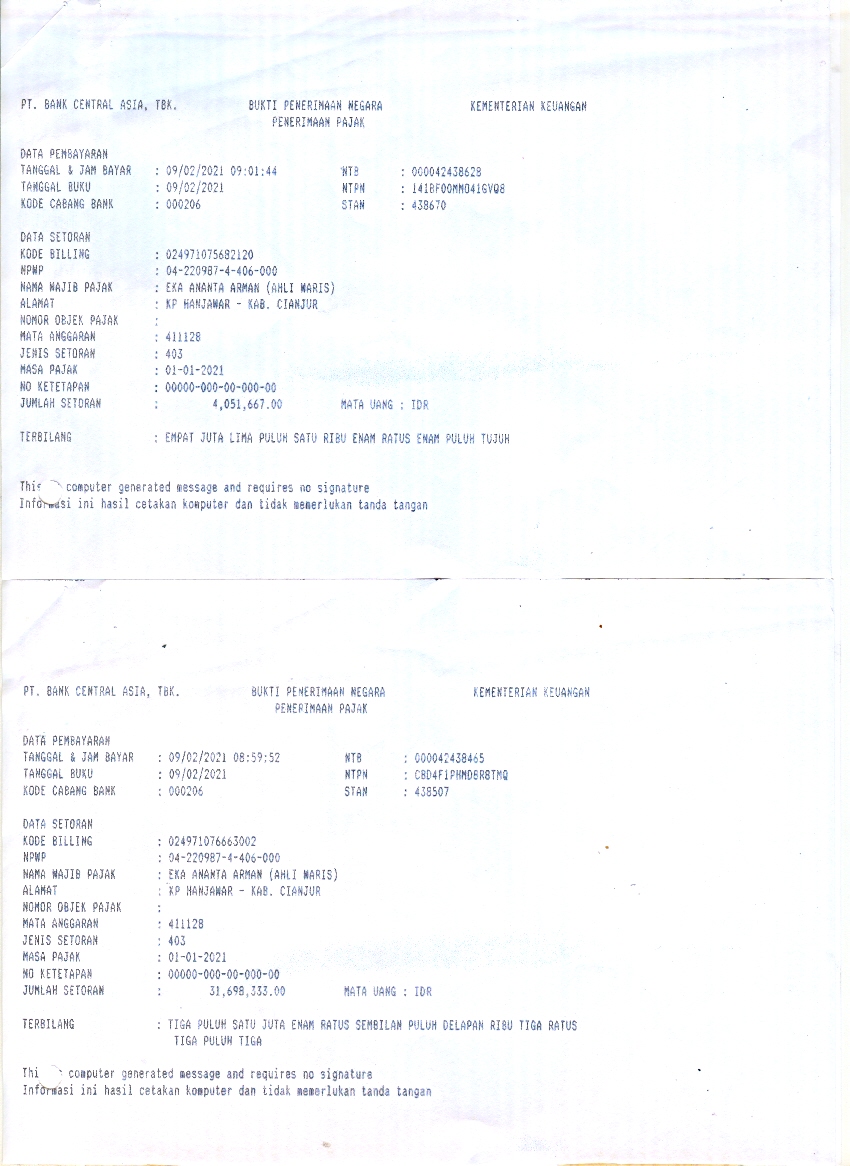 PT. BANK CENTRAL ASIA, TBK. BUKTI PENERIMAAN NEGARA KEMENTERIAN KEUANGAN
PENERIMAAN PAJAK
DATA PEMBAYARAN
TANGGAL & JAM BAYAR : 09/02/2021 09:01:44 NTB : 000042438628
TANGGAL BUKU : 09/02/2021 NTPN : 141BF00MM041GVQ8
KODE CABANG BANK : 000206 STAN : 438670
DATA SETORAN
KODE BILLING : 024971075682120
NPWP : 04-220987-4-406-000
NAMA WAJIB PAJAK : EKA ANANTA ARMAN (AHLI WARIS)
ALAMAT : KP HANJAWAR - KAB. CIANJUR
NOMOR OBJEK PAJAK :
MATA ANGGARAN : 411128
JENIS SETORAN : 403
MASA PAJAK : 01-01-2021
NO KETETAPAN : 00000-000-00-000-00
JUMLAH SETORAN : 4,051,667.00 MATA UANG : IDR
TERBILANG : EMPAT JUTA LIMA PULUH SATU RIBU ENAM RATUS ENAM PULUH TUJUH
This computer generated message and requires no signature
Informasi ini hasil cetakan komputer dan tidak memerlukan tanda tangan
PT. BANK CENTRAL ASIA, TBK. BUKTI PENERIMAAN NEGARA KEMENTERIAN KEUANGAN
PENERIMAAN PAJAK
DATA PEMBAYARAN
TANGGAL & JAM BAYAR : 09/02/2021 08:59:52 NTB : 000042438465
TANGGAL BUKU : 09/02/2021 NTPN : C8D4F1PHMD8R8TMQ
KODE CABANG BANK : 000206 STAN : 438507
DATA SETORAN
KODE BILLING : 024971076663002
NPWP : 04-220987-4-406-000
NAMA WAJIB PAJAK : EKA ANANTA ARMAN (AHLI WARIS)
ALAMAT : KP HANJAWAR - KAB. CIANJUR
NOMOR OBJEK PAJAK :
MATA ANGGARAN : 411128
JENIS SETORAN : 403
MASA PAJAK : 01-01-2021
NO KETETAPAN : 00000-000-00-000-00
JUMLAH SETORAN : 31,698,333.00 MATA UANG : IDR
TERBILANG : TIGA PULUH SATU JUTA ENAM RATUS SEMBILAN PULUH DELAPAN RIBU TIGA RATUS
TIGA PULUH TIGA
Thi computer generated message and requires no signature
Informasi ini hasil cetakan komputer dan tidak memerlukan tanda tangan